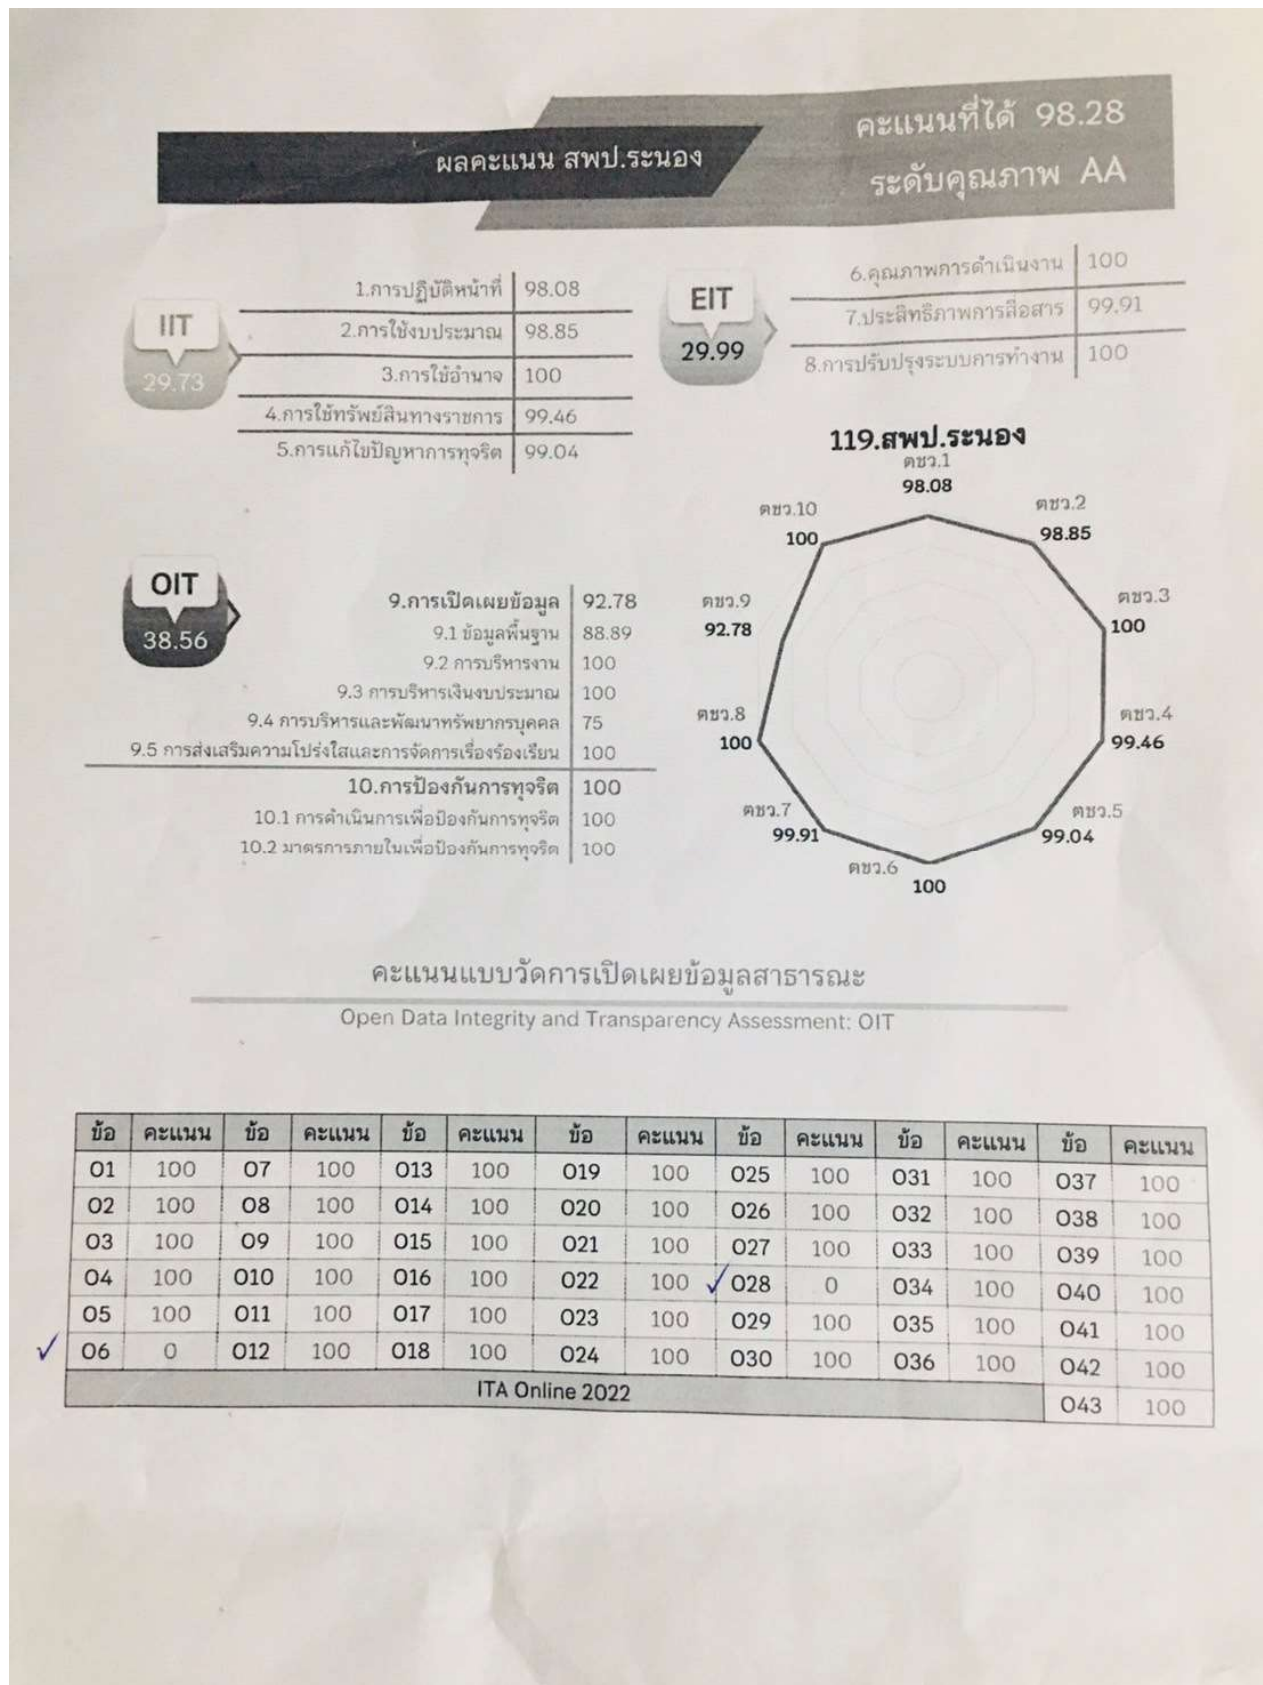 ผลคะแนน สพป.ระนอง
คะแนนที่ได้ 98.28
ระดับคุณภาพ AA
IIT
29.73
1.การปฏิบัติหน้าที่ 98.08
2.การใช้งบประมาณ 98.85
3.การใช้อำนาจ 100
4.การใช้ทรัพย์สินทางราชการ 99.46
5.การแก้ไขปัญหาการทุจริต 99.04
EIT
29.99
6.คุณภาพการดำเนินงาน 100
7.ประสิทธิภาพการสื่อสาร 99.91
8.การปรับปรุงระบบการทำงาน 100
OIT
38.56
9.การเปิดเผยข้อมูล 92.78
9.1 ข้อมูลพื้นฐาน 88.89
9.2 การบริหารงาน 100
9.3 การบริหารเงินงบประมาณ 100
9.4 การบริหารและพัฒนาทรัพยากรบุคคล 75
9.5 การส่งเสริมความโปร่งใสและการจัดการเรื่องร้องเรียน 100
10.การป้องกันการทุจริต 100
10.1 การดำเนินการเพื่อป้องกันการทุจริต 100
10.2 มาตรการภายในเพื่อป้องกันการทุจริต 100
119.สพป.ระนอง
ตชว.1
98.08
ตชว.2
98.85
ตชว.3
100
ตชว.4
99.46
ตชว.5
99.04
ตชว.6
100
ตชว.7
99.91
ตชว.8
100
ตชว.9
92.78
ตชว.10
100
คะแนนแบบวัดการเปิดเผยข้อมูลสาธารณะ
Open Data Integrity and Transparency Assessment: OIT
ข้อ คะแนน ข้อ คะแนน ข้อ คะแนน ข้อ คะแนน ข้อ คะแนน ข้อ คะแนน ข้อ คะแนน
O1 100 O7 100 O13 100 O19 100 O25 100 O31 100 O37 100
O2 100 O8 100 O14 100 O20 100 O26 100 O32 100 O38 100
O3 100 O9 100 O15 100 O21 100 O27 100 O33 100 O39 100
O4 100 O10 100 O16 100 O22 100 ✓ O28 0 O34 100 O40 100
O5 100 O11 100 O17 100 O23 100 O29 100 O35 100 O41 100
✓ O6 0 O12 100 O18 100 O24 100 O30 100 O36 100 O42 100
ITA Online 2022 O43 100